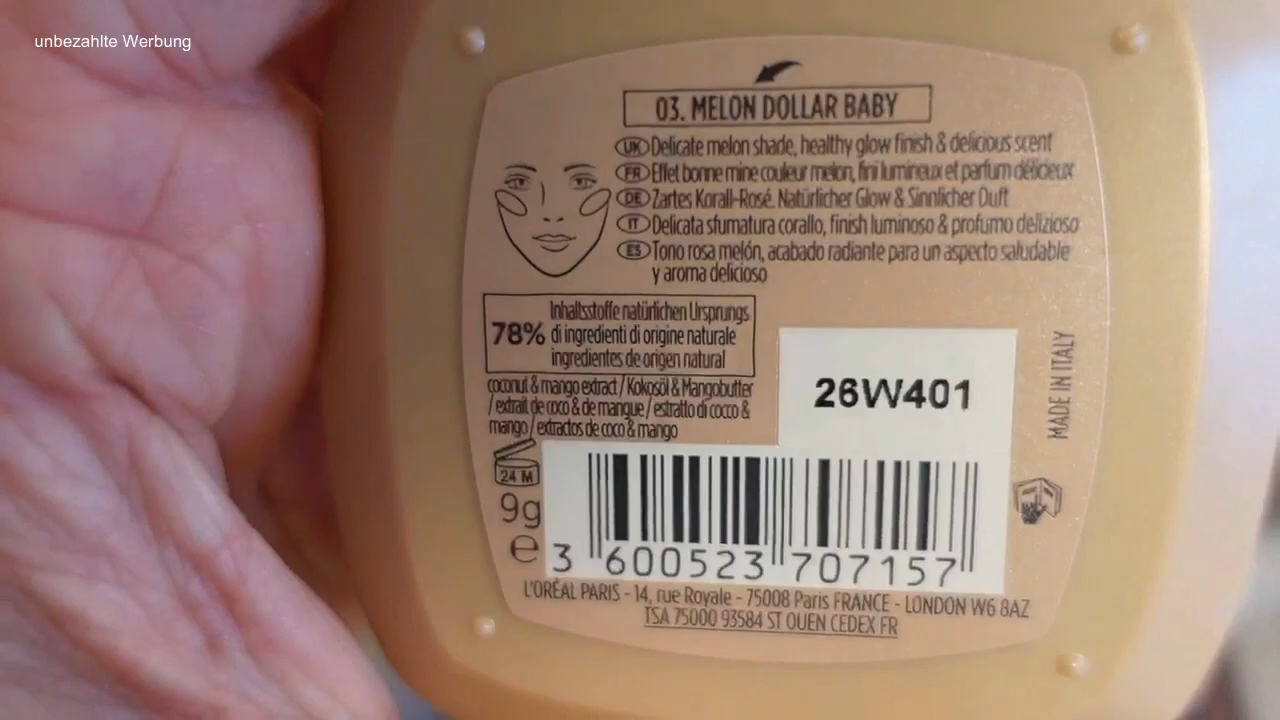 unbezahlte Werbung
03. MELON DOLLAR BABY
UK Delicate melon shade, healthy glow finish & delicious scent
FR Effet bonne mine couleur melon, fini lumineux et parfum délicieux
DE Zartes Korall-Rosé. Natürlicher Glow & Sinnlicher Duft
IT Delicata sfumatura corallo, finish luminoso & profumo delizioso
ES Tono rosa melón, acabado radiante para un aspecto saludable
y aroma delicioso
Inhaltsstoffe natürlichen Ursprungs
78% di ingredienti di origine naturale
ingredientes de origen natural
coconut & mango extract / Kokosöl & Mangobutter
/ extrait de coco & de mangue / estratto di cocco &
mango / extractos de coco & mango
26W401
MADE IN ITALY
24 M
9g
e
3 600523 707157
L'ORÉAL PARIS - 14, rue Royale - 75008 Paris FRANCE - LONDON W6 8AZ
TSA 75000 93584 ST OUEN CEDEX FR